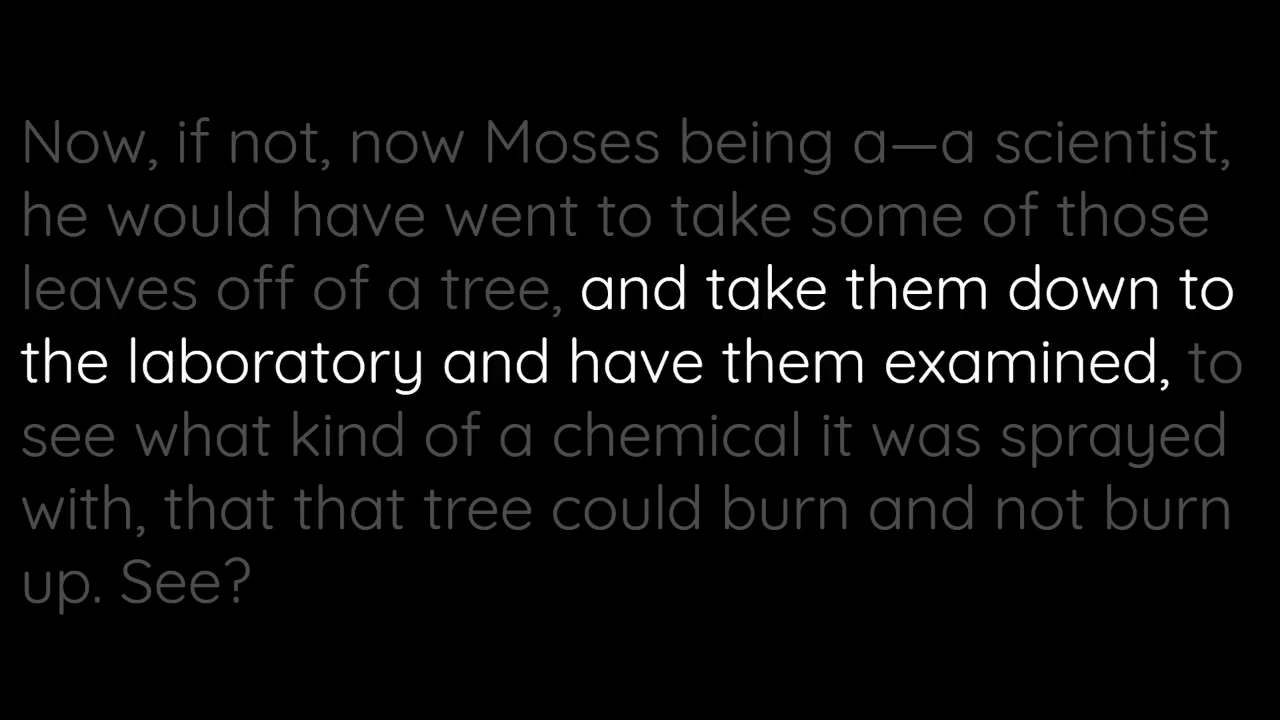 Now, if not, now Moses being a—a scientist,
he would have went to take some of those
leaves off of a tree, and take them down to
the laboratory and have them examined, to
see what kind of a chemical it was sprayed
with, that that tree could burn and not burn
up. See?